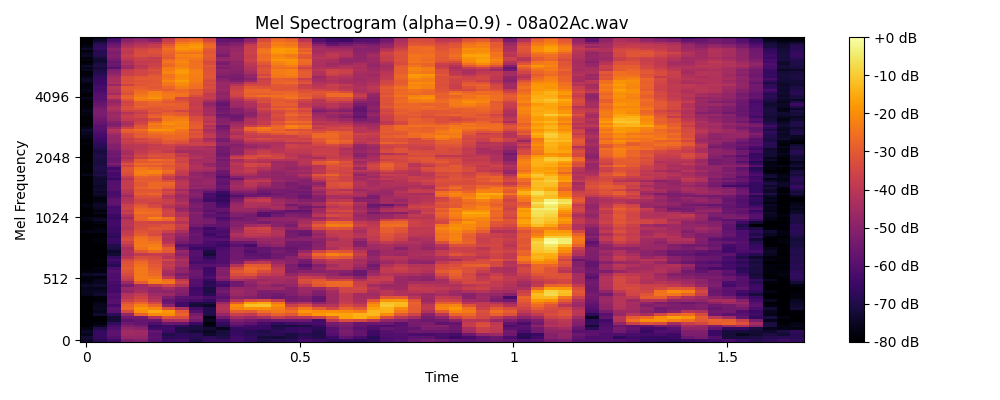 Mel Spectrogram (alpha=0.9) - 08a02Ac.wav
Mel Frequency
4096
2048
1024
512
0
0
0.5
1
1.5
Time
+0 dB
-10 dB
-20 dB
-30 dB
-40 dB
-50 dB
-60 dB
-70 dB
-80 dB